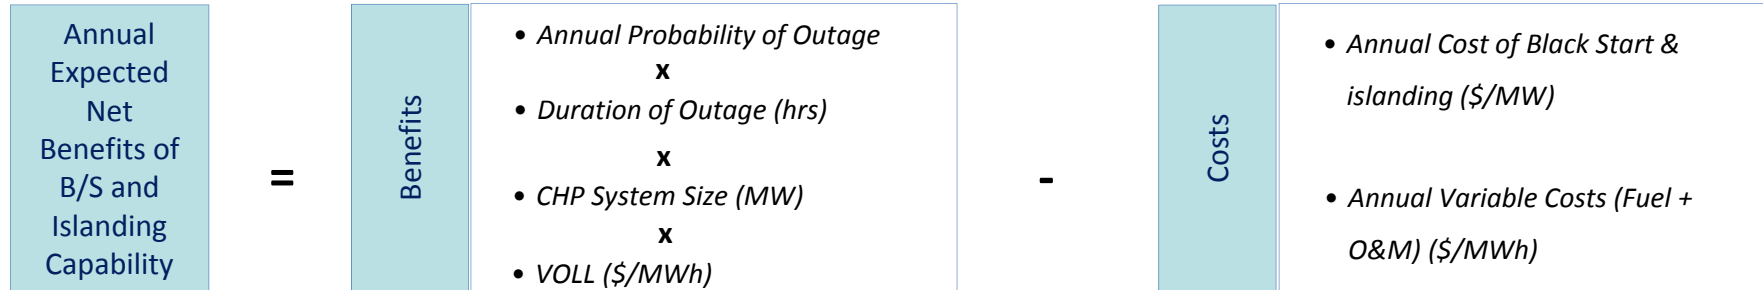 Annual
Expected
Net
Benefits of
B/S and
Islanding
Capability
=
Benefits
• Annual Probability of Outage
x
• Duration of Outage (hrs)
x
• CHP System Size (MW)
x
• VOLL ($/MWh)
-
Costs
• Annual Cost of Black Start &
islanding ($/MW)
• Annual Variable Costs (Fuel +
O&M) ($/MWh)